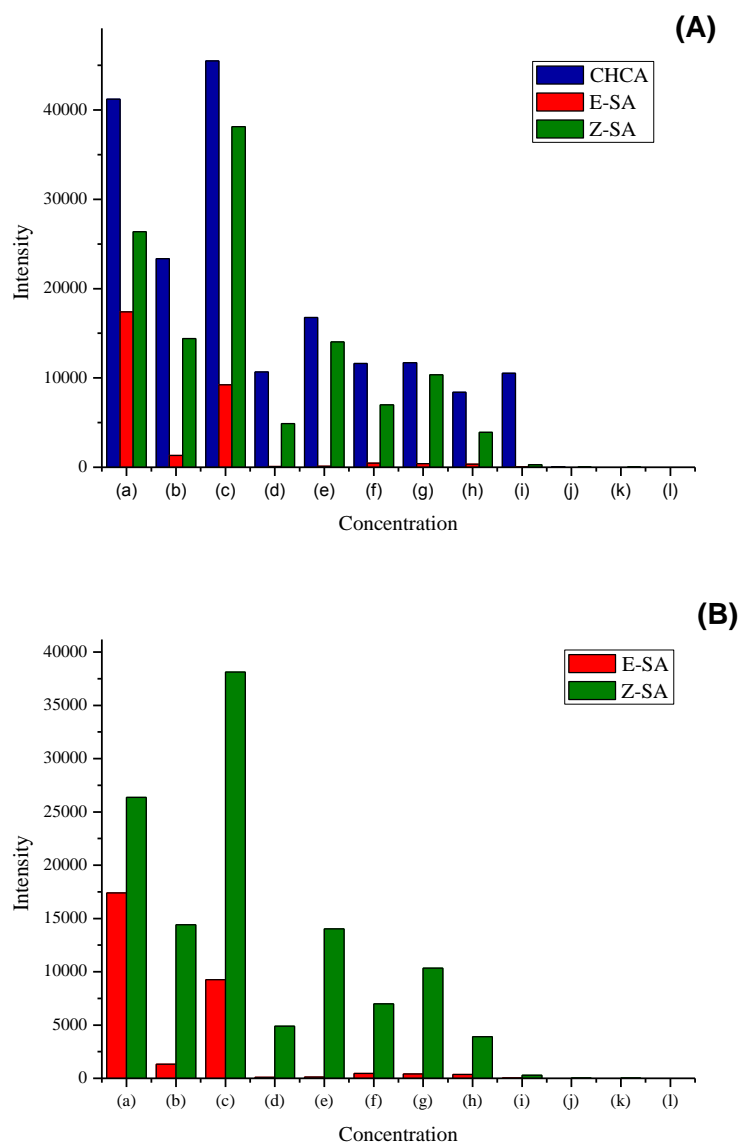 (A)
CHCA
E-SA
Z-SA
40000
30000
20000
10000
0
Intensity
(a) (b) (c) (d) (e) (f) (g) (h) (i) (j) (k) (l)
Concentration
(B)
E-SA
Z-SA
40000
35000
30000
25000
20000
15000
10000
5000
0
Intensity
(a) (b) (c) (d) (e) (f) (g) (h) (i) (j) (k) (l)
Concentration